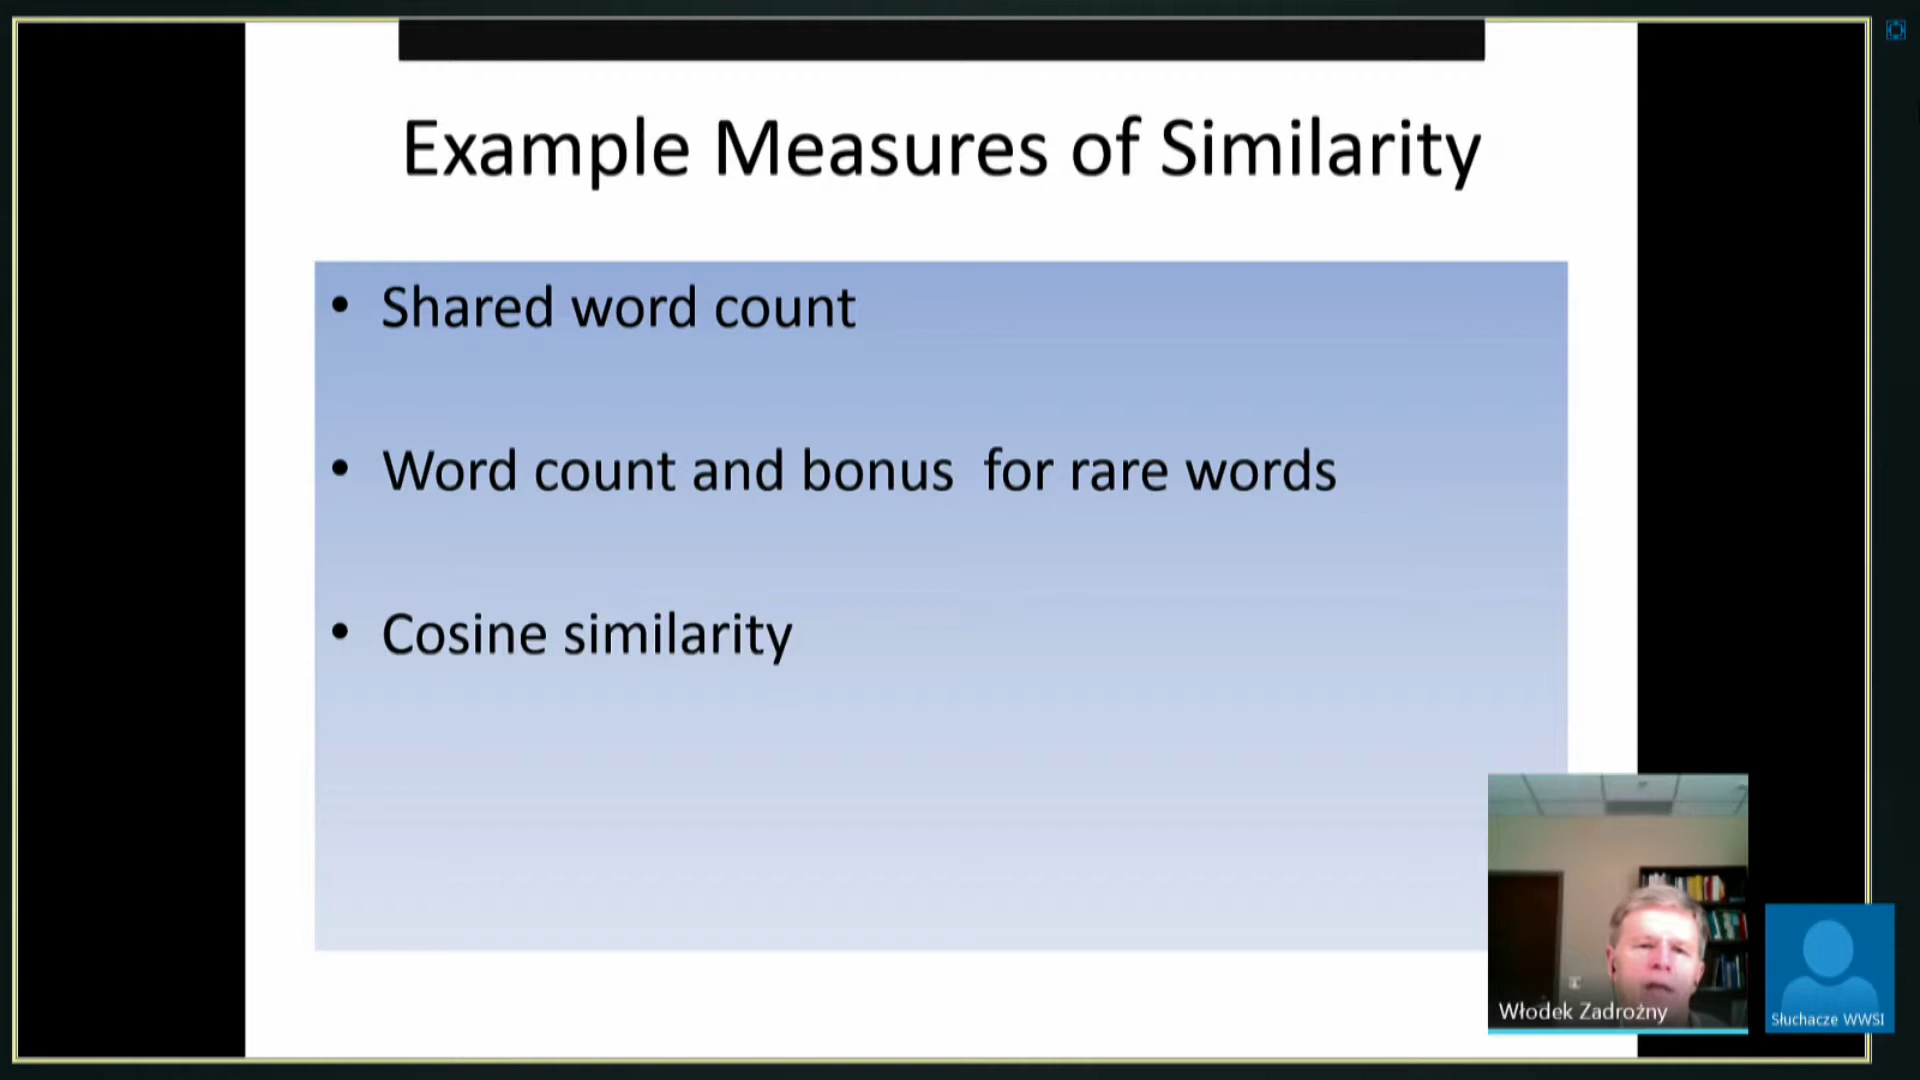 Example Measures of Similarity
• Shared word count
• Word count and bonus  for rare words
• Cosine similarity
Włodek Zadrożny
Słuchacze WWSI